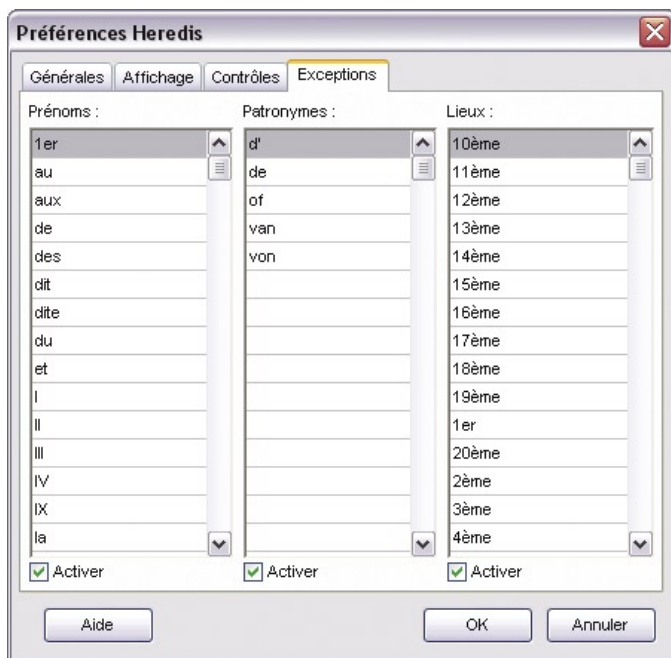 Préférences Heredis
Générales Affichage Contrôles Exceptions
Prénoms : Patronymes : Lieux :
1er d' 10ème
au de 11ème
aux of 12ème
de van 13ème
des von 14ème
dit 15ème
dite 16ème
du 17ème
et 18ème
I 19ème
II 1er
III 20ème
IV 2ème
IX 3ème
la 4ème
Activer Activer Activer
Aide OK Annuler